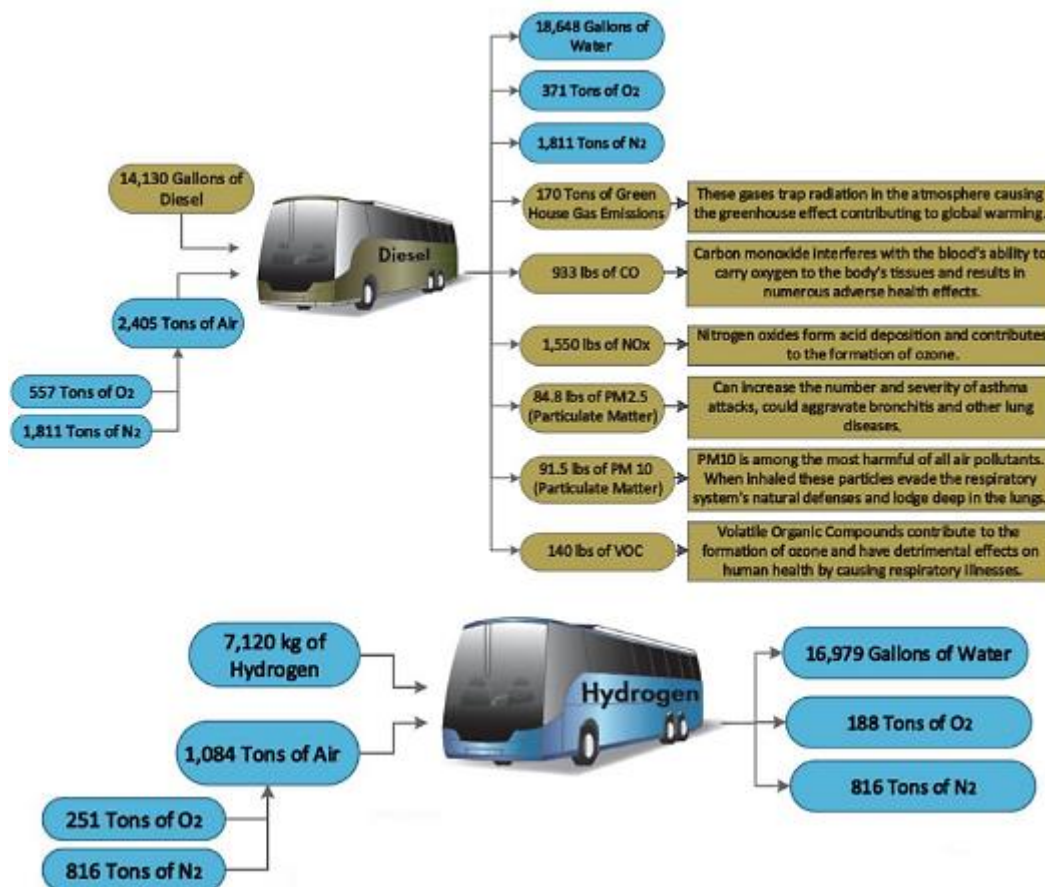 18,648 Gallons of
Water
371 Tons of O2
1,811 Tons of N2
14,130 Gallons of
Diesel
170 Tons of Green
House Gas Emissions
These gases trap radiation in the atmosphere causing
the greenhouse effect contributing to global warming.
Diesel
933 lbs of CO
Carbon monoxide interferes with the blood's ability to
carry oxygen to the body's tissues and results in
numerous adverse health effects.
2,405 Tons of Air
1,550 lbs of NOx
Nitrogen oxides form acid deposition and contributes
to the formation of ozone.
557 Tons of O2
1,811 Tons of N2
84.8 lbs of PM2.5
(Particulate Matter)
Can increase the number and severity of asthma
attacks, could aggravate bronchitis and other lung
diseases.
91.5 lbs of PM 10
(Particulate Matter)
PM10 is among the most harmful of all air pollutants.
When inhaled these particles evade the respiratory
system's natural defenses and lodge deep in the lungs.
140 lbs of VOC
Volatile Organic Compounds contribute to the
formation of ozone and have detrimental effects on
human health by causing respiratory illnesses.
7,120 kg of
Hydrogen
Hydrogen
16,979 Gallons of Water
188 Tons of O2
1,084 Tons of Air
816 Tons of N2
251 Tons of O2
816 Tons of N2